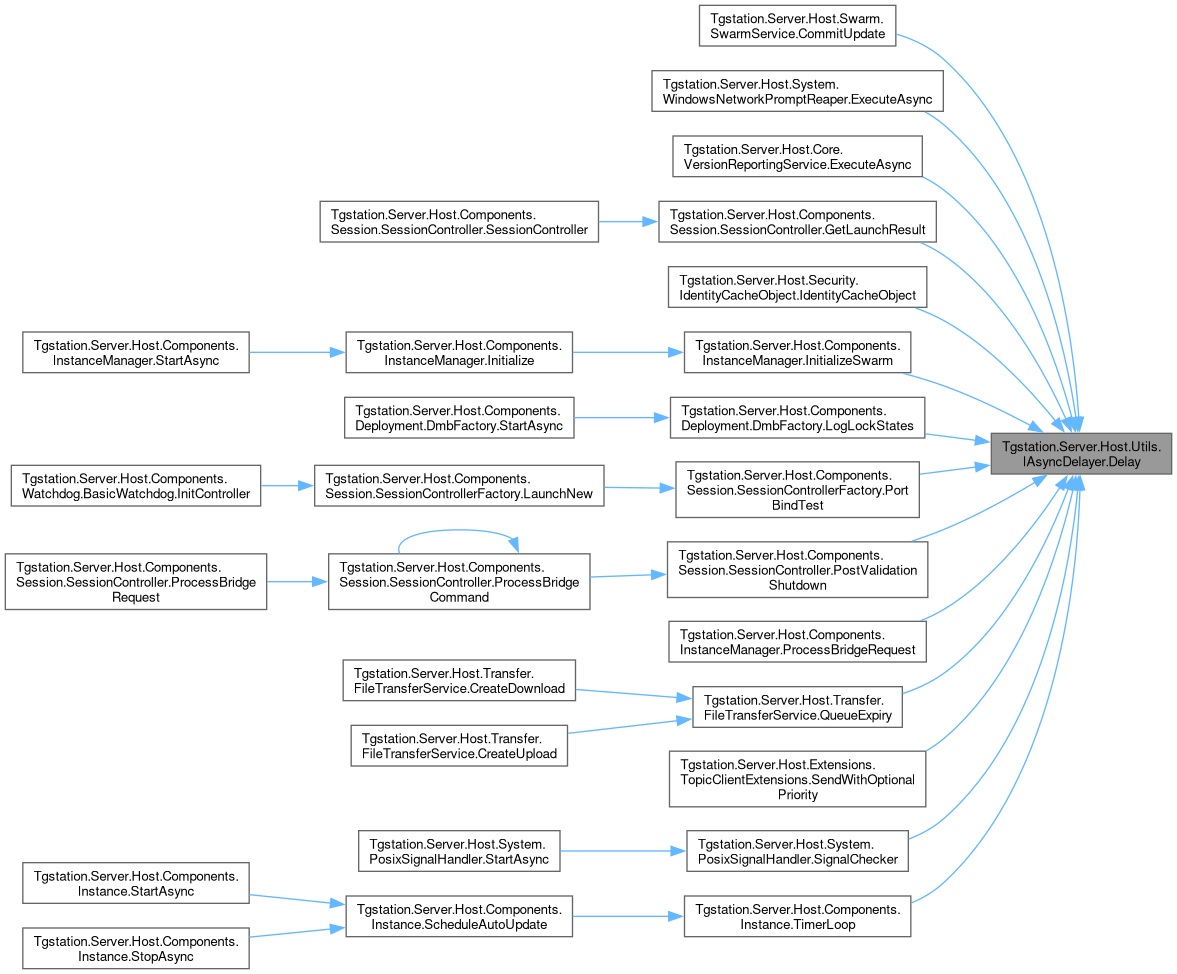 Tgstation.Server.Host.Swarm.
SwarmService.CommitUpdate
Tgstation.Server.Host.System.
WindowsNetworkPromptReaper.ExecuteAsync
Tgstation.Server.Host.Core.
VersionReportingService.ExecuteAsync
Tgstation.Server.Host.Components.
Session.SessionController.SessionController
Tgstation.Server.Host.Components.
Session.SessionController.GetLaunchResult
Tgstation.Server.Host.Security.
IdentityCacheObject.IdentityCacheObject
Tgstation.Server.Host.Components.
InstanceManager.StartAsync
Tgstation.Server.Host.Components.
InstanceManager.Initialize
Tgstation.Server.Host.Components.
InstanceManager.InitializeSwarm
Tgstation.Server.Host.Components.
Deployment.DmbFactory.StartAsync
Tgstation.Server.Host.Components.
Deployment.DmbFactory.LogLockStates
Tgstation.Server.Host.Utils.
IAsyncDelayer.Delay
Tgstation.Server.Host.Components.
Watchdog.BasicWatchdog.InitController
Tgstation.Server.Host.Components.
Session.SessionControllerFactory.LaunchNew
Tgstation.Server.Host.Components.
Session.SessionControllerFactory.Port
BindTest
Tgstation.Server.Host.Components.
Session.SessionController.ProcessBridge
Request
Tgstation.Server.Host.Components.
Session.SessionController.ProcessBridge
Command
Tgstation.Server.Host.Components.
Session.SessionController.PostValidation
Shutdown
Tgstation.Server.Host.Components.
InstanceManager.ProcessBridgeRequest
Tgstation.Server.Host.Transfer.
FileTransferService.CreateDownload
Tgstation.Server.Host.Transfer.
FileTransferService.QueueExpiry
Tgstation.Server.Host.Transfer.
FileTransferService.CreateUpload
Tgstation.Server.Host.Extensions.
TopicClientExtensions.SendWithOptional
Priority
Tgstation.Server.Host.System.
PosixSignalHandler.StartAsync
Tgstation.Server.Host.System.
PosixSignalHandler.SignalChecker
Tgstation.Server.Host.Components.
Instance.StartAsync
Tgstation.Server.Host.Components.
Instance.ScheduleAutoUpdate
Tgstation.Server.Host.Components.
Instance.TimerLoop
Tgstation.Server.Host.Components.
Instance.StopAsync